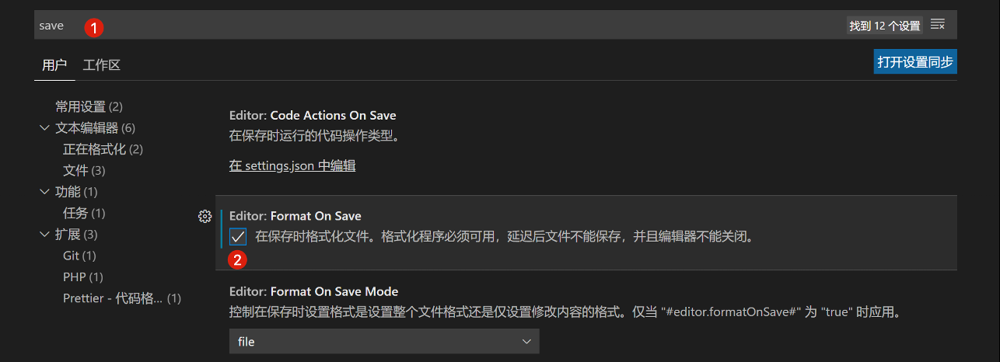 save
1
找到 12 个设置
用户
工作区
打开设置同步
常用设置 (2)
文本编辑器 (6)
正在格式化 (2)
文件 (3)
功能 (1)
任务 (1)
扩展 (3)
Git (1)
PHP (1)
Prettier - 代码格... (1)
Editor: Code Actions On Save
在保存时运行的代码操作类型。
在 settings.json 中编辑
Editor: Format On Save
在保存时格式化文件。格式化程序必须可用，延迟后文件不能保存，并且编辑器不能关闭。
2
Editor: Format On Save Mode
控制在保存时设置格式是设置整个文件格式还是仅设置修改内容的格式。仅当 "#editor.formatOnSave#" 为 "true" 时应用。
file